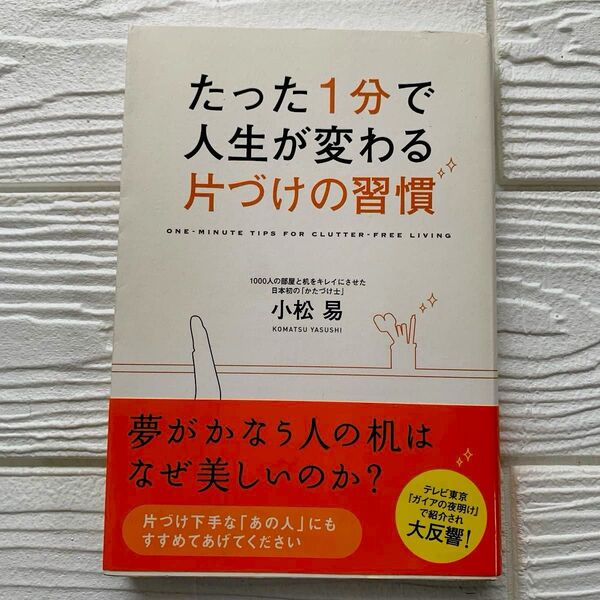 たった1分で
人生が変わる
片づけの習慣
ONE-MINUTE TIPS FOR CLUTTER-FREE LIVING
1000人の部屋と机をキレイにさせた
日本初の「かたづけ士」
小松 易
KOMATSU YASUSHI
夢がかなう人の机は
なぜ美しいのか?
片づけ下手な「あの人」にも
すすめてあげてください
テレビ東京
『ガイアの夜明け』
で紹介され
大反響!